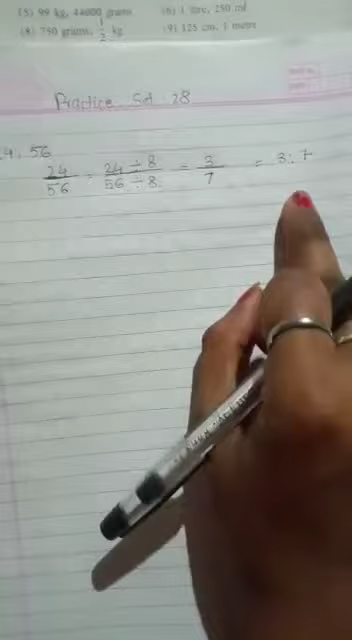 (5) 99 kg, 44000 grams (6) 1 litre, 250 ml
(8) 750 grams, 1/2 kg (9) 125 cm, 1 metre
Practice Set 28
24, 56
24/56 = 24 ÷ 8/56 ÷ 8 = 3/7 = 3:7